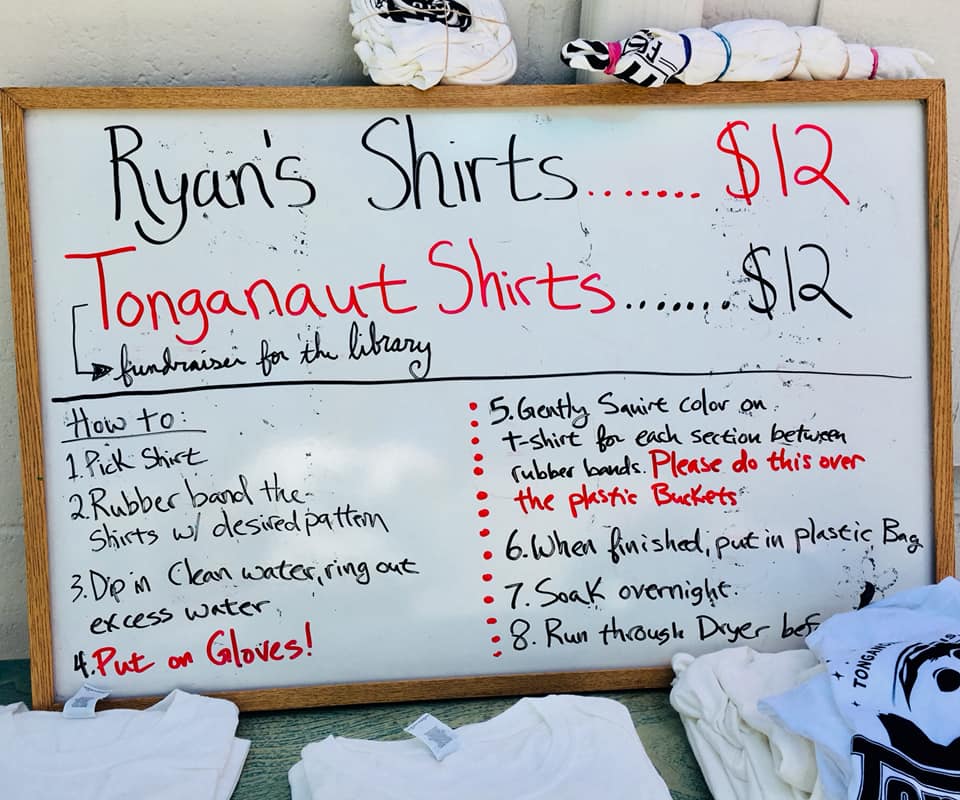 Ryan's Shirts....... $12
Tonganaut Shirts....... $12
fundraiser for the library
How to:
1. Pick Shirt
2. Rubber band the
Shirts w/ desired pattern
3. Dip in Clean water, ring out
excess water
4. Put on Gloves!
5. Gently Squirt color on
t-shirt for each section between
rubber bands. Please do this over
the plastic Buckets
6. When finished, put in plastic Bag
7. Soak overnight.
8. Run through Dryer bef
TONGAN